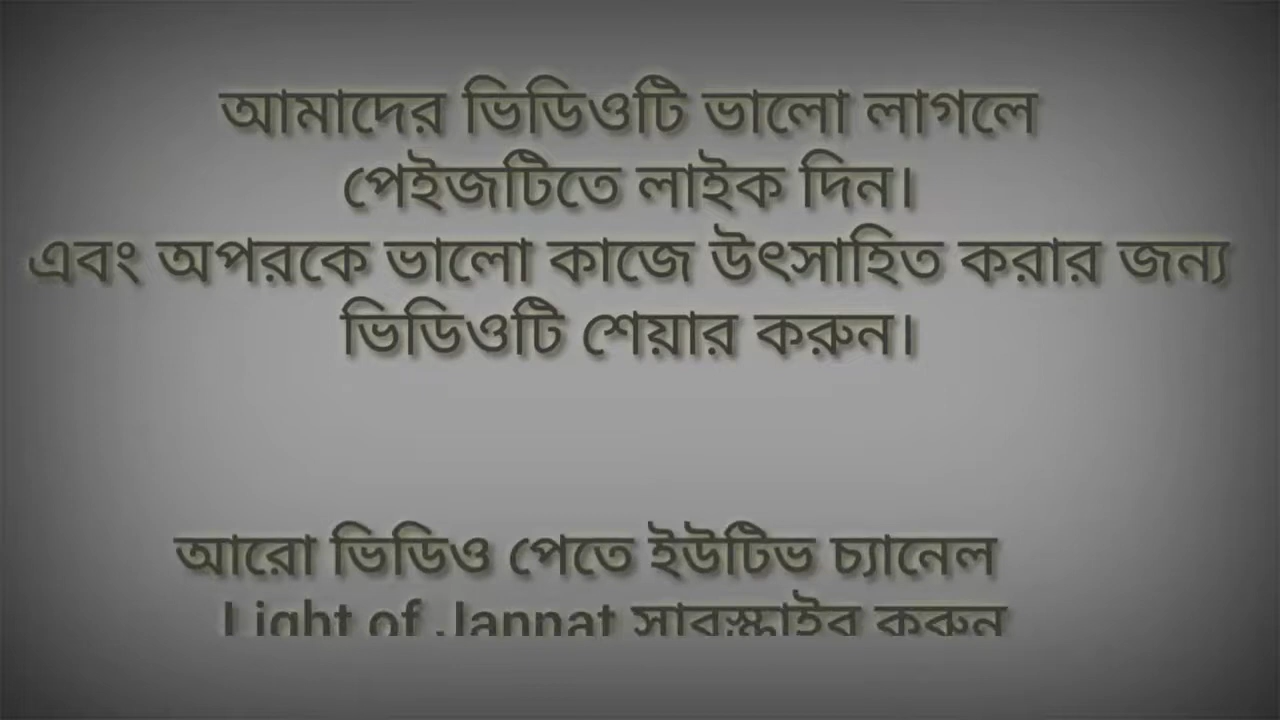 আমাদের ভিডিওটি ভালো লাগলে
পেইজটিতে লাইক দিন।
এবং অপরকে ভালো কাজে উৎসাহিত করার জন্য
ভিডিওটি শেয়ার করুন।
আরো ভিডিও পেতে ইউটিভ চ্যানেল
Light of Jannat সাবস্ক্রাইব করুন